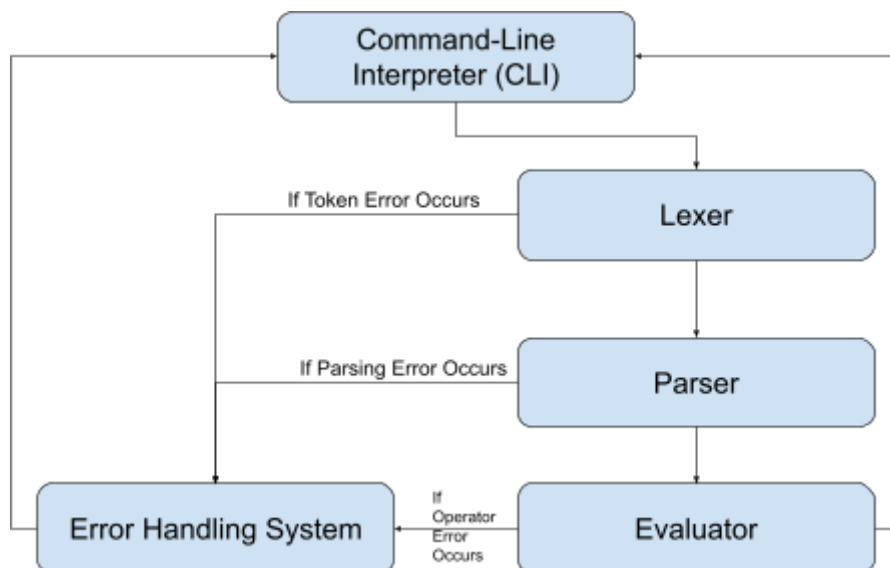 Command-Line
Interpreter (CLI)
If Token Error Occurs
Lexer
If Parsing Error Occurs
Parser
Error Handling System
If
Operator
Error
Occurs
Evaluator